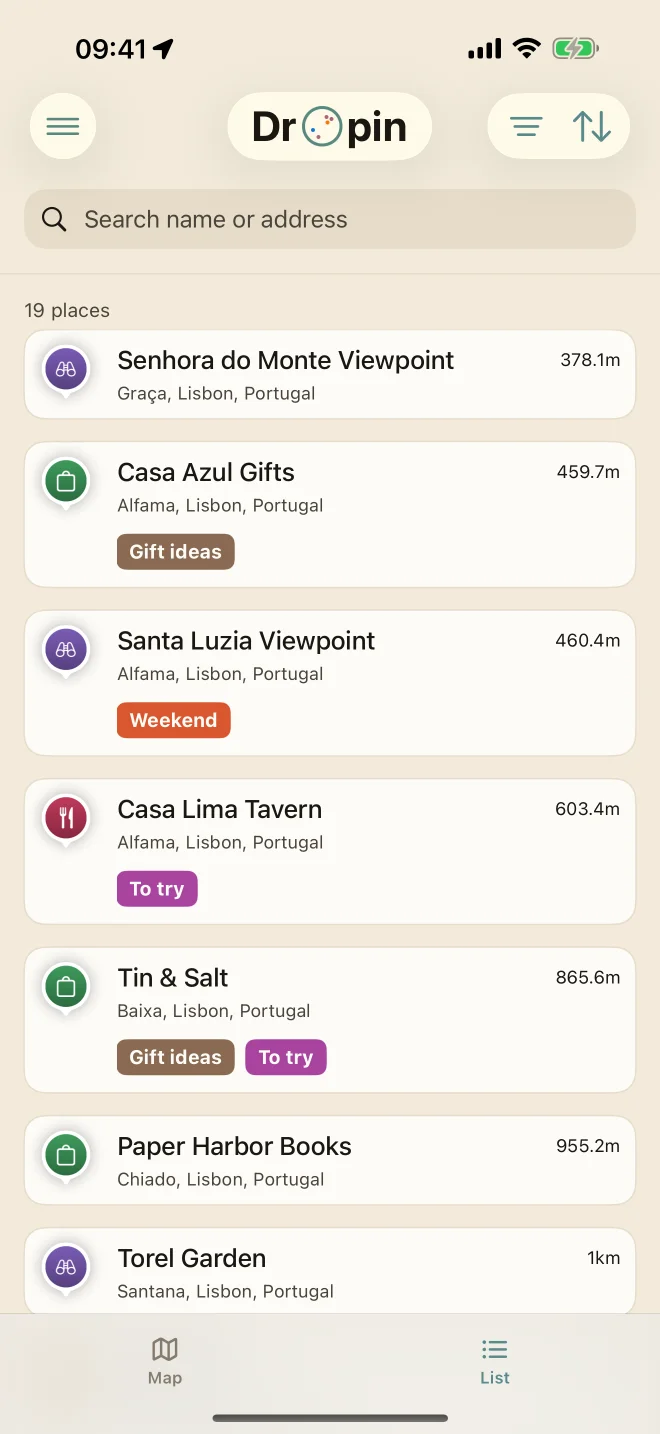 09:41
Dropin
Search name or address
19 places
Senhora do Monte Viewpoint 378.1m
Graça, Lisbon, Portugal
Casa Azul Gifts 459.7m
Alfama, Lisbon, Portugal
Gift ideas
Santa Luzia Viewpoint 460.4m
Alfama, Lisbon, Portugal
Weekend
Casa Lima Tavern 603.4m
Alfama, Lisbon, Portugal
To try
Tin & Salt 865.6m
Baixa, Lisbon, Portugal
Gift ideas To try
Paper Harbor Books 955.2m
Chiado, Lisbon, Portugal
Torel Garden 1km
Santana, Lisbon, Portugal
Map List